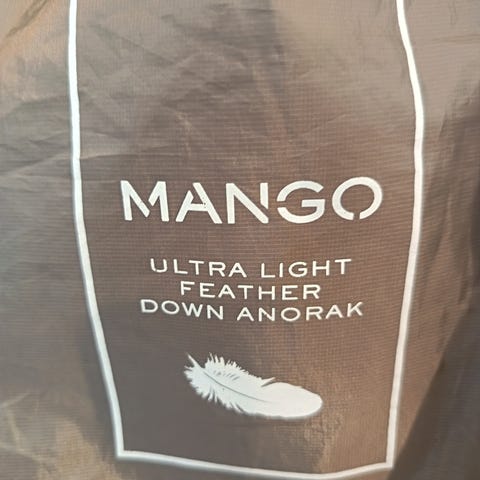 MANGO
ULTRA LIGHT
FEATHER
DOWN ANORAK